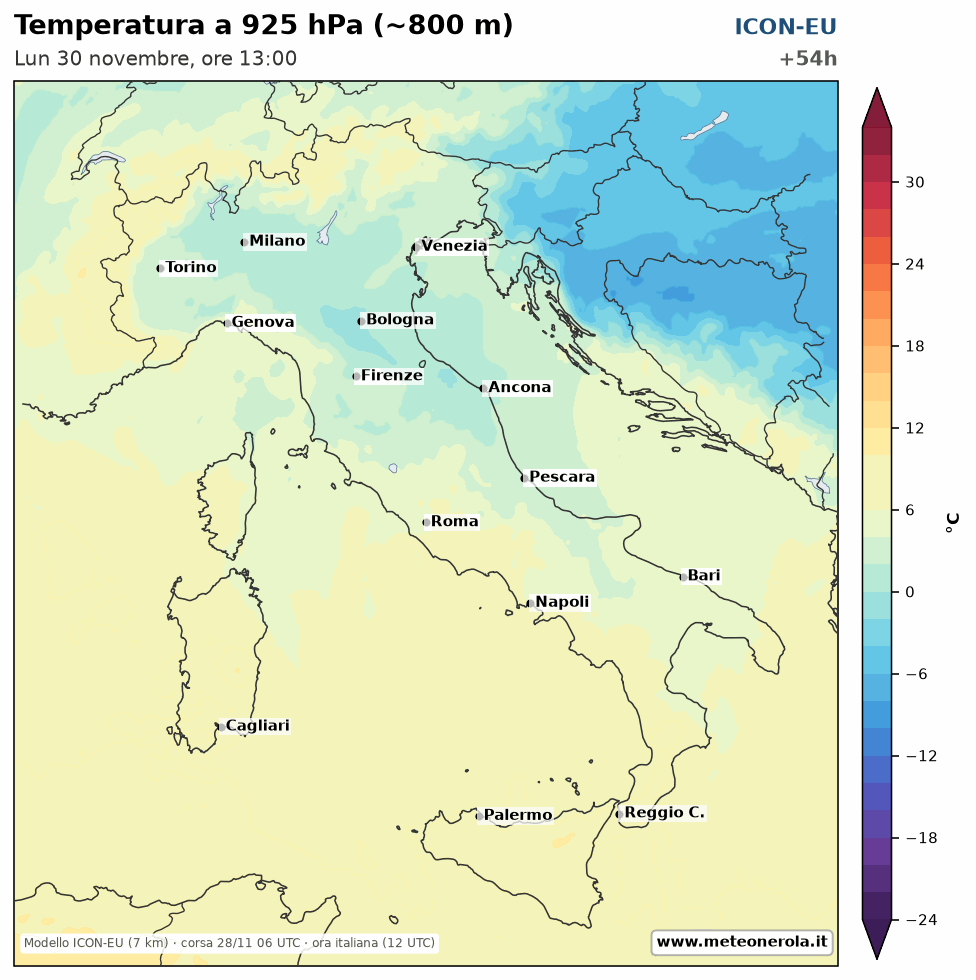 Temperatura a 925 hPa (~800 m)
ICON-EU
Lun 30 novembre, ore 13:00
+54h
Milano
Venezia
Torino
Genova
Bologna
Firenze
Ancona
Pescara
Roma
Bari
Napoli
Cagliari
Palermo
Reggio C.
30
24
18
12
6
0
−6
−12
−18
−24
°C
Modello ICON-EU (7 km) · corsa 28/11 06 UTC · ora italiana (12 UTC)
www.meteonerola.it